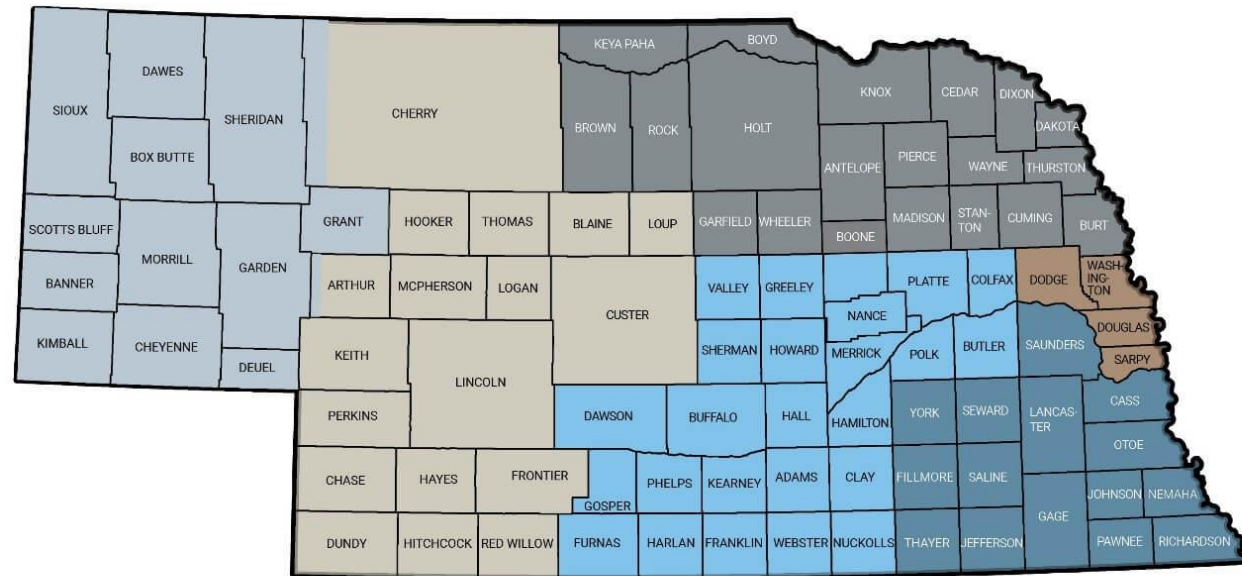 KEYA PAHA
BOYD
DAWES
SIOUX
SHERIDAN
CHERRY
KNOX
CEDAR
DIXON
DAKOTA
BROWN
ROCK
HOLT
BOX BUTTE
ANTELOPE
PIERCE
WAYNE
THURSTON
SCOTTS BLUFF
GRANT
HOOKER
THOMAS
BLAINE
LOUP
GARFIELD
WHEELER
BOONE
MADISON
STAN-
TON
CUMING
BURT
MORRILL
GARDEN
BANNER
ARTHUR
MCPHERSON
LOGAN
CUSTER
VALLEY
GREELEY
PLATTE
COLFAX
DODGE
WASH-
ING-
TON
NANCE
DOUGLAS
KIMBALL
CHEYENNE
DEUEL
KEITH
LINCOLN
SHERMAN
HOWARD
MERRICK
POLK
BUTLER
SAUNDERS
SARPY
PERKINS
DAWSON
BUFFALO
HALL
HAMILTON
YORK
SEWARD
LANCAS-
TER
CASS
OTOE
CHASE
HAYES
FRONTIER
GOSPER
PHELPS
KEARNEY
ADAMS
CLAY
FILLMORE
SALINE
GAGE
JOHNSON
NEMAHA
DUNDY
HITCHCOCK
RED WILLOW
FURNAS
HARLAN
FRANKLIN
WEBSTER
NUCKOLLS
THAYER
JEFFERSON
PAWNEE
RICHARDSON